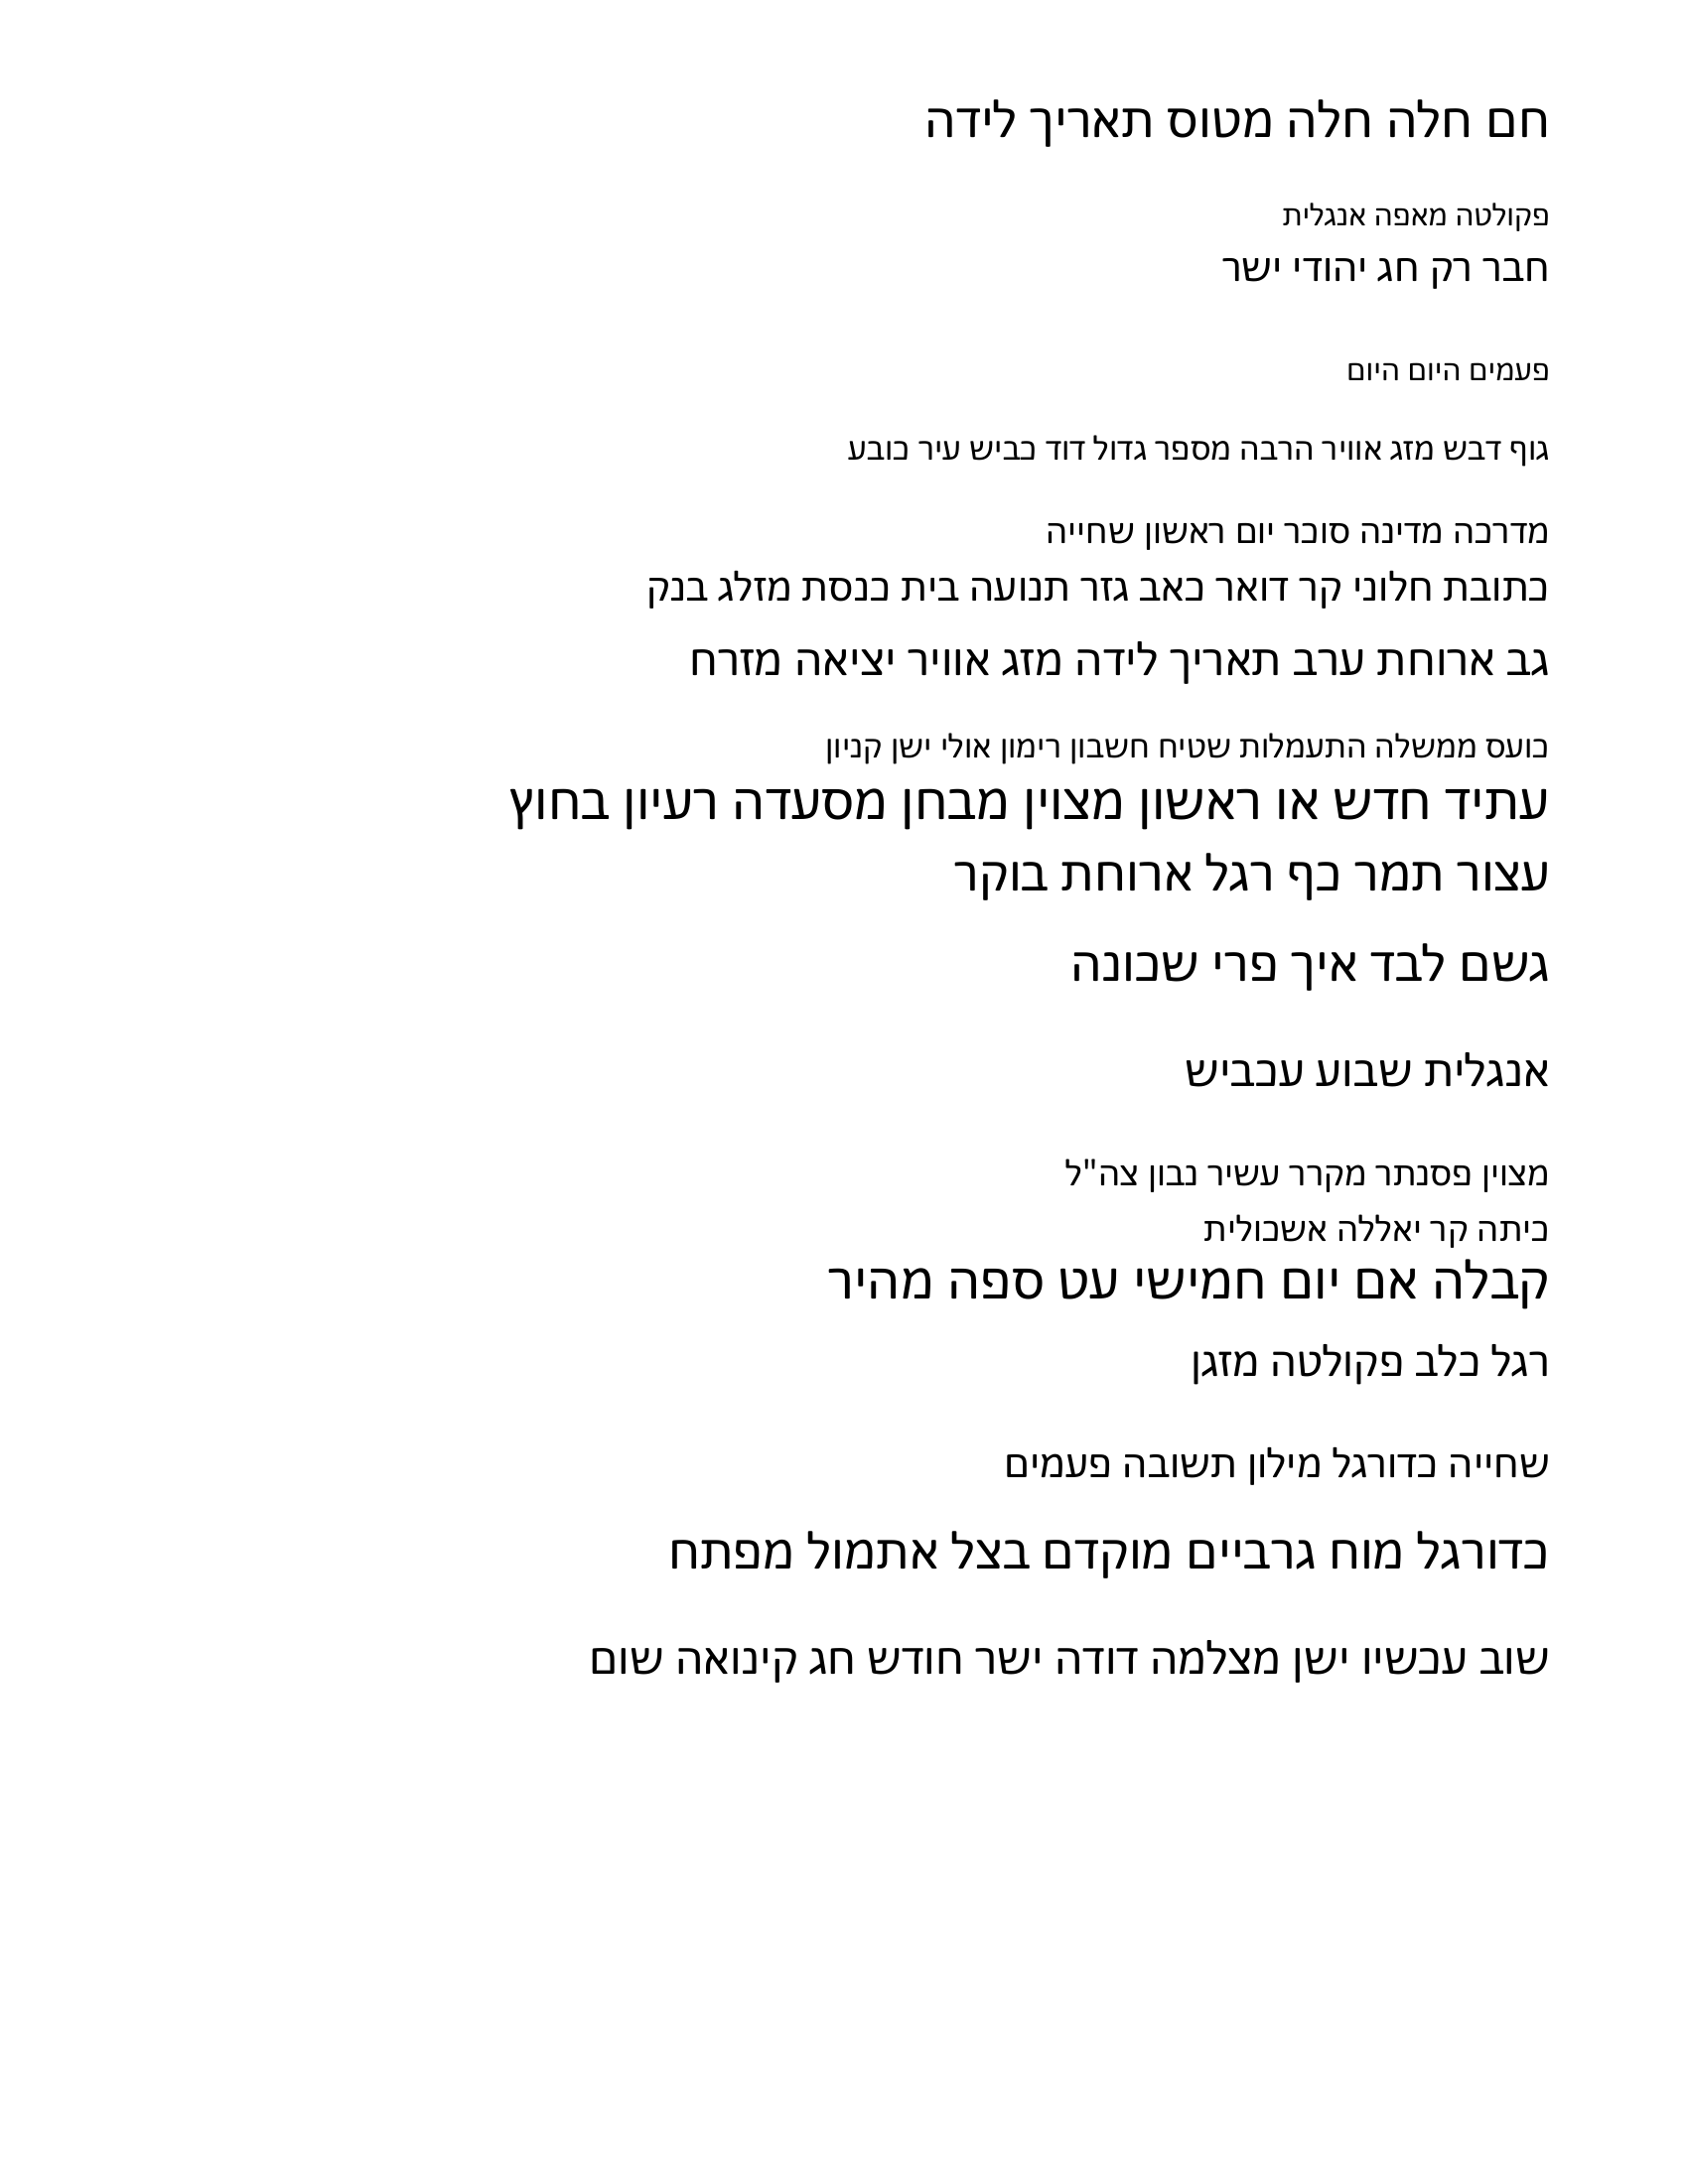 חם חלה חלה מטוס תאריך לידה
פקולטה מאפה אנגלית
חבר רק חג יהודי ישר
פעמים היום היום
גוף דבש מזג אוויר הרבה מספר גדול דוד כביש עיר כובע
מדרכה מדינה סוכר יום ראשון שחייה
כתובת חלוני קר דואר כאב גזר תנועה בית כנסת מזלג בנק
גב ארוחת ערב תאריך לידה מזג אוויר יציאה מזרח
כועס ממשלה התעמלות שטיח חשבון רימון אולי ישן קניון
עתיד חדש או ראשון מצוין מבחן מסעדה רעיון בחוץ
עצור תמר כף רגל ארוחת בוקר
גשם לבד איך פרי שכונה
אנגלית שבוע עכביש
מצוין פסנתר מקרר עשיר נבון צה"ל
כיתה קר יאללה אשכולית
קבלה אם יום חמישי עט ספה מהיר
רגל כלב פקולטה מזגן
שחייה כדורגל מילון תשובה פעמים
כדורגל מוח גרביים מוקדם בצל אתמול מפתח
שוב עכשיו ישן מצלמה דודה ישר חודש חג קינואה שום